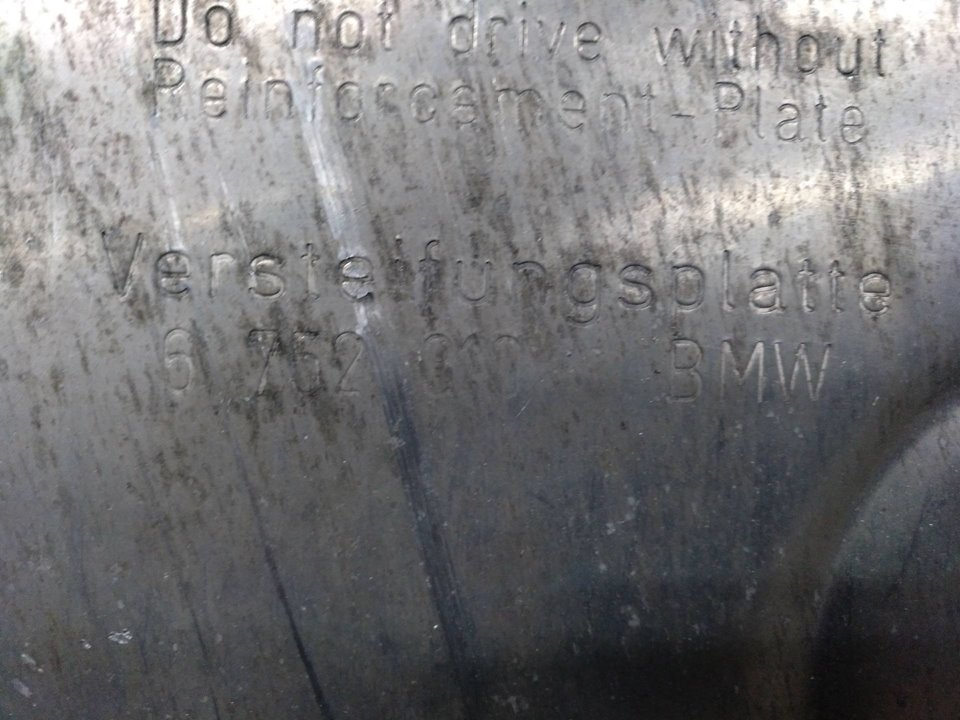 Do not drive without
Reinforcement-Plate
Versteifungsplatte
6 752 BMW